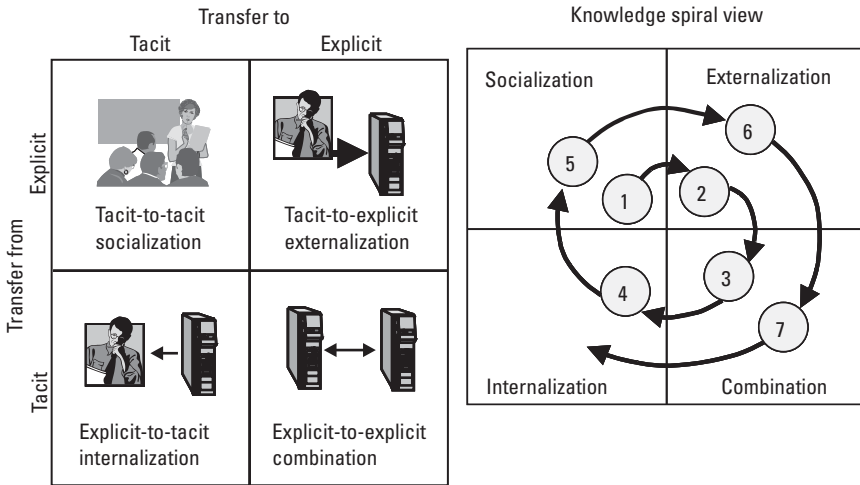 Transfer to
Tacit
Explicit
Transfer from
Explicit
Tacit
Tacit-to-tacit
socialization
Tacit-to-explicit
externalization
Explicit-to-tacit
internalization
Explicit-to-explicit
combination
Knowledge spiral view
Socialization
Externalization
5
6
1
2
4
3
7
Internalization
Combination